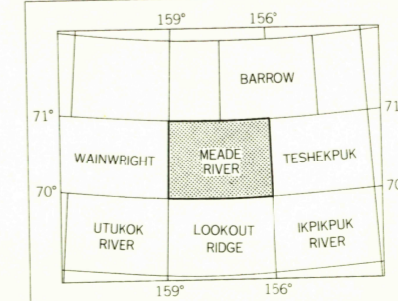 159° 156°
BARROW
71° 71
WAINWRIGHT MEADE RIVER TESHEKPUK
70° 70
UTUKOK RIVER LOOKOUT RIDGE IKPIKPUK RIVER
159° 156°